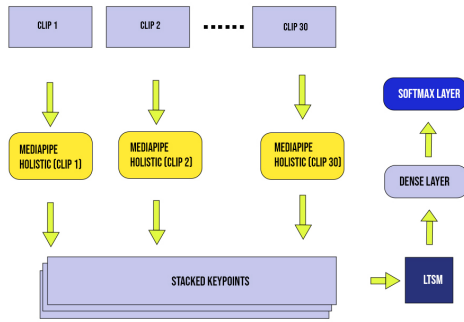 CLIP 1
CLIP 2
CLIP 30
SOFTMAX LAYER
MEDIAPIPE
HOLISTIC (CLIP 1)
MEDIAPIPE
HOLISTIC (CLIP 2)
MEDIAPIPE
HOLISTIC (CLIP 30)
DENSE LAYER
STACKED KEYPOINTS
LTSM